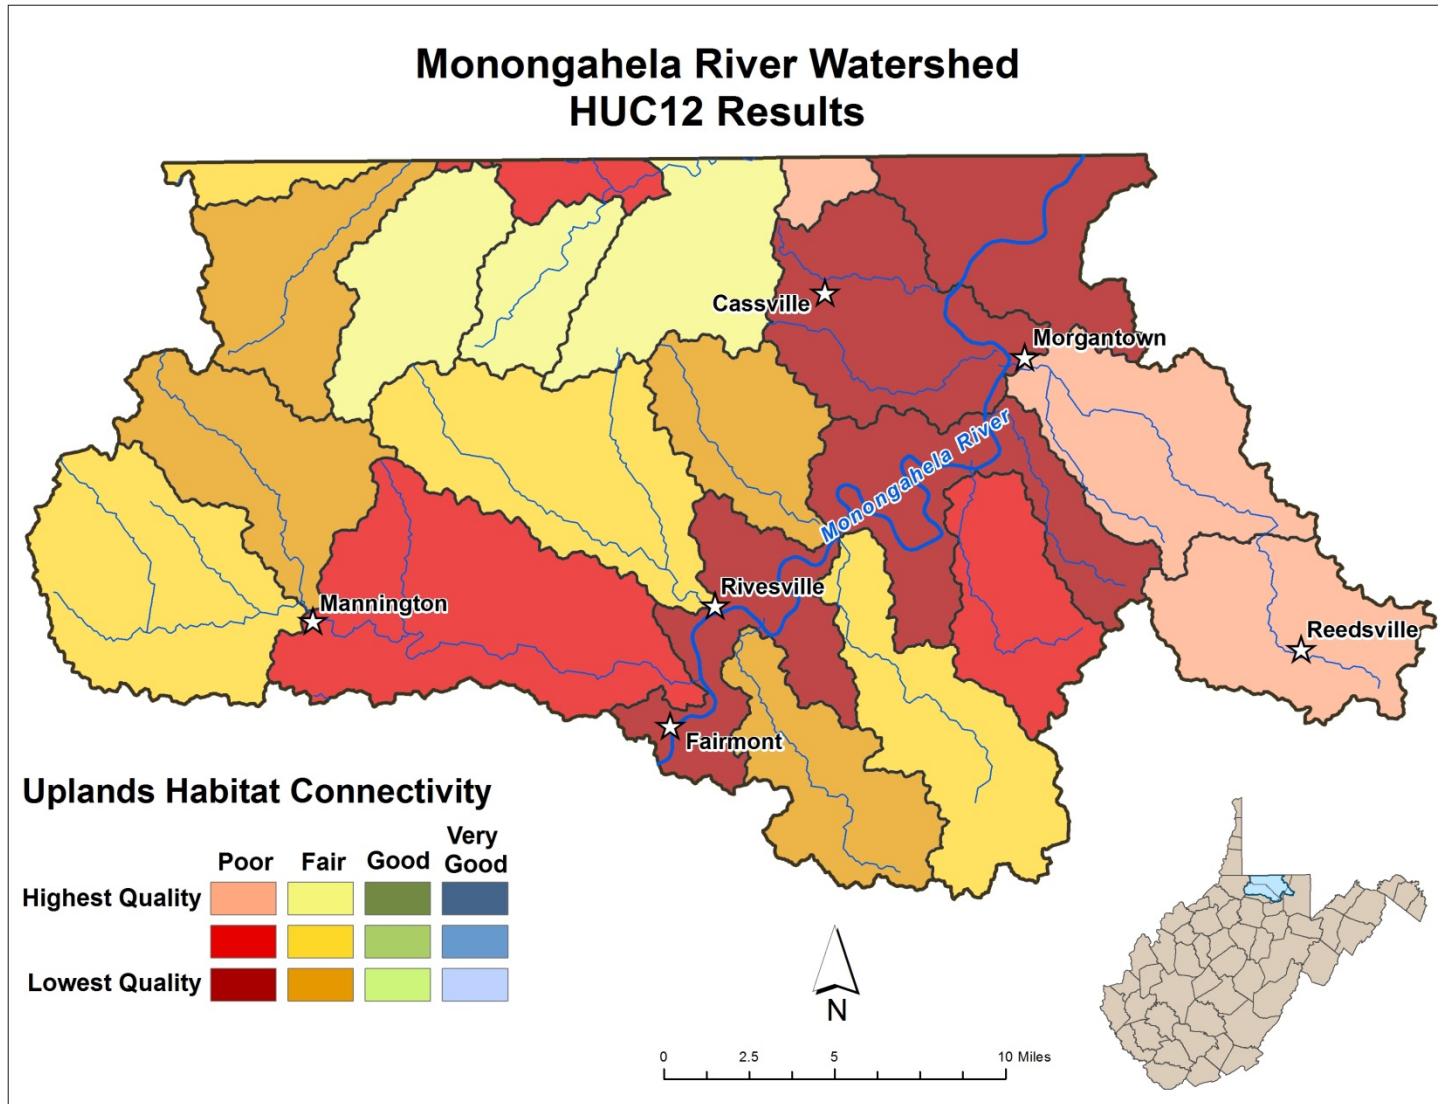 Monongahela River Watershed
HUC12 Results
Cassville
Morgantown
Monongahela River
Rivesville
Mannington
Reedsville
Fairmont
Uplands Habitat Connectivity
Poor Fair Good Very Good
Highest Quality
Lowest Quality
N
0 2.5 5 10 Miles